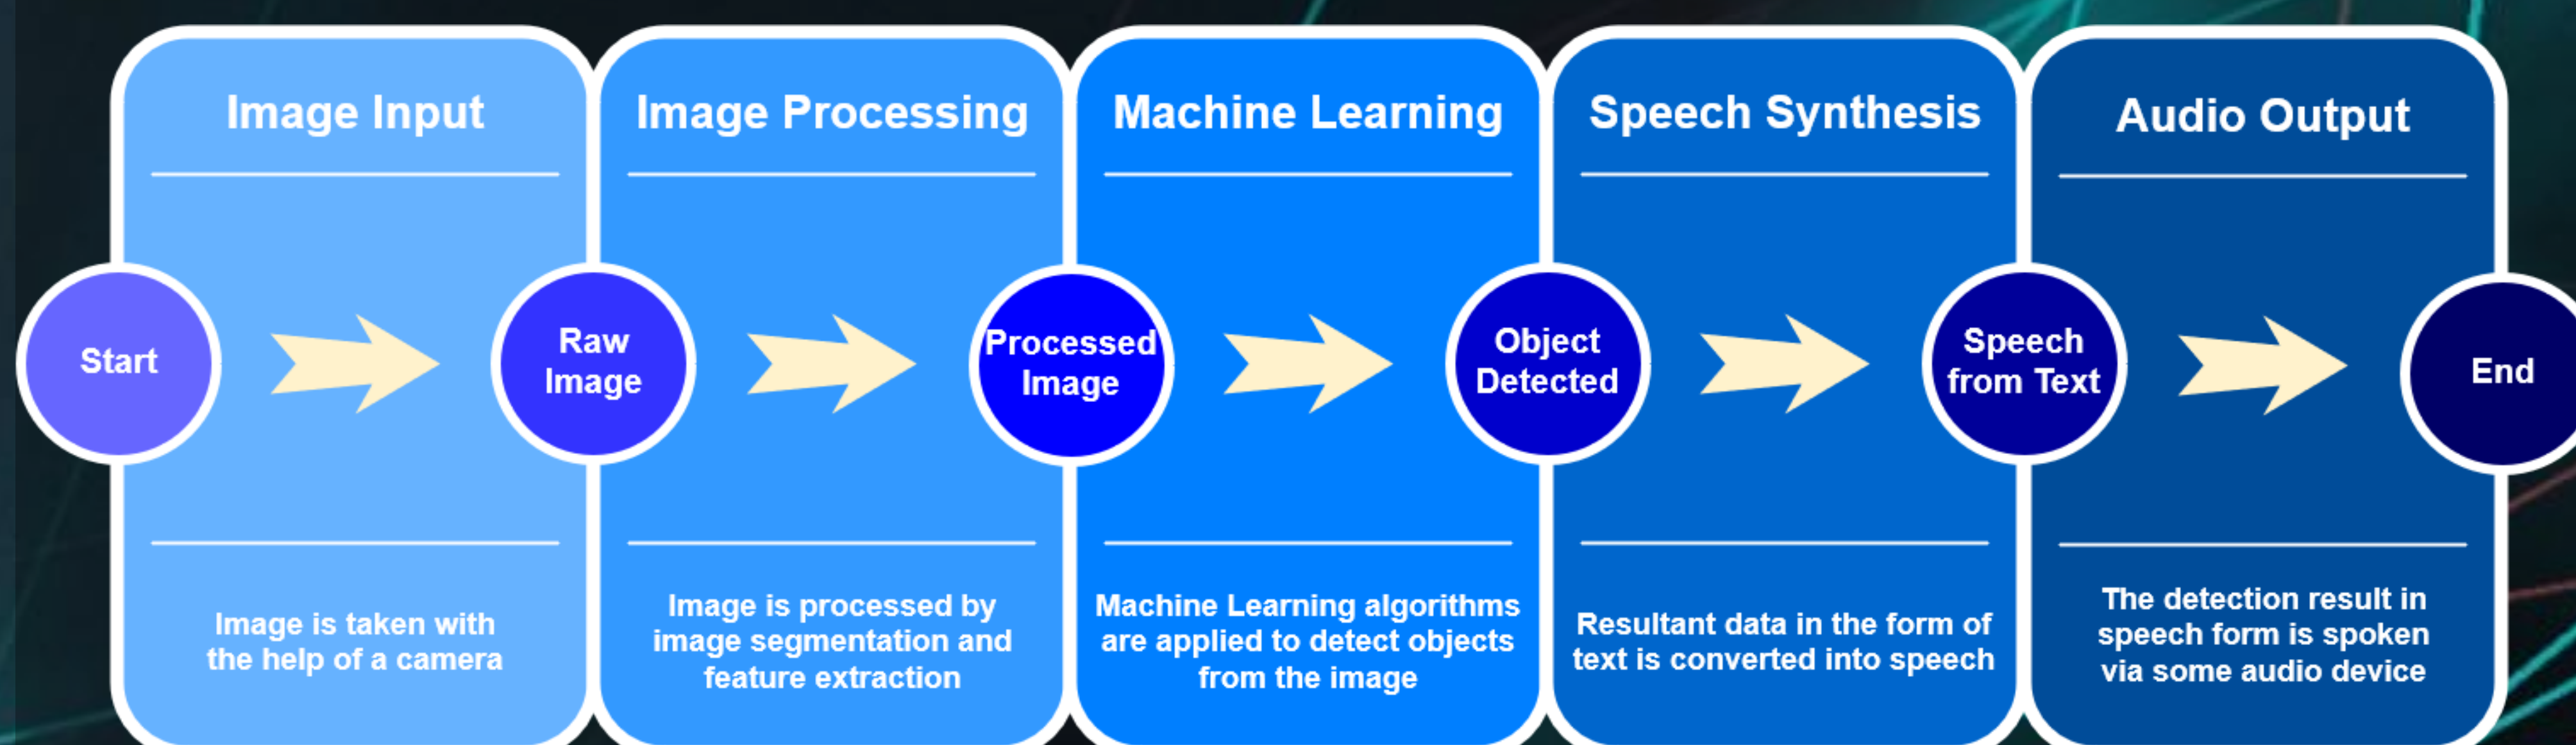 Image Input
Image Processing
Machine Learning
Speech Synthesis
Audio Output
Start
Raw
Image
Processed
Image
Object
Detected
Speech
from Text
End
Image is taken with
the help of a camera
Image is processed by
image segmentation and
feature extraction
Machine Learning algorithms
are applied to detect objects
from the image
Resultant data in the form of
text is converted into speech
The detection result in
speech form is spoken
via some audio device